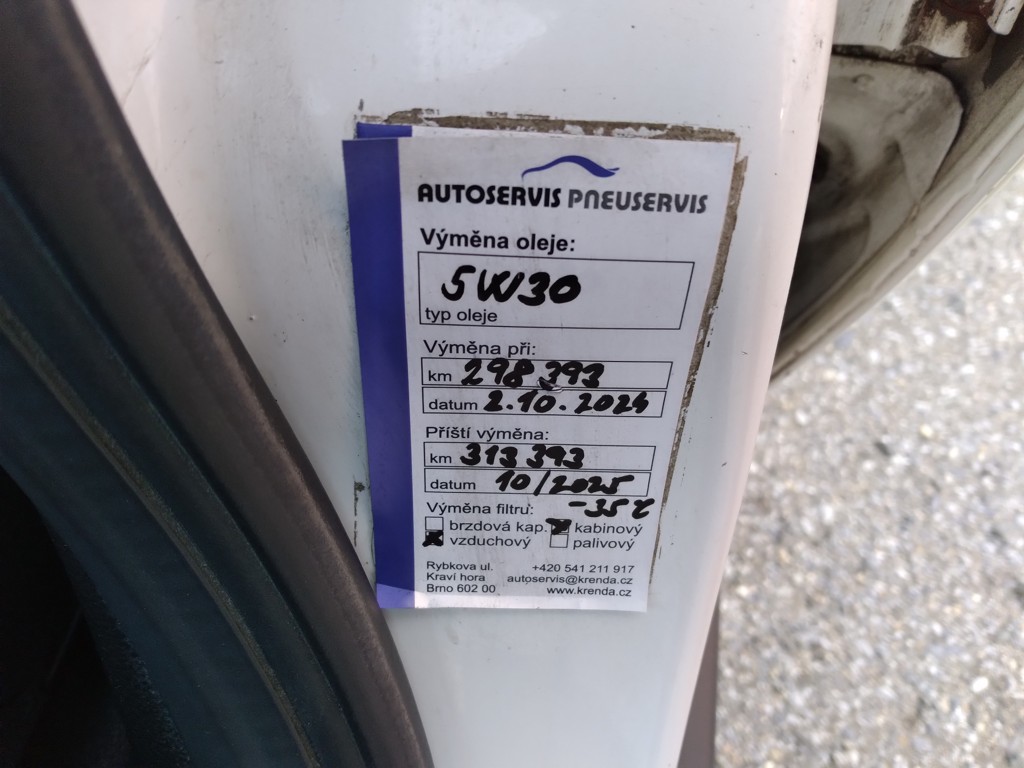 AUTOSERVIS PNEUSERVIS
Výměna oleje:
5W30
typ oleje
Výměna při:
km 298 393
datum 2.10.2024
Příští výměna:
km 313 393
datum 10/2025
Výměna filtru: -35°C
brzdová kap. kabinový
vzduchový palivový
Rybkova ul. +420 541 211 917
Kraví hora autoservis@krenda.cz
Brno 602 00 www.krenda.cz